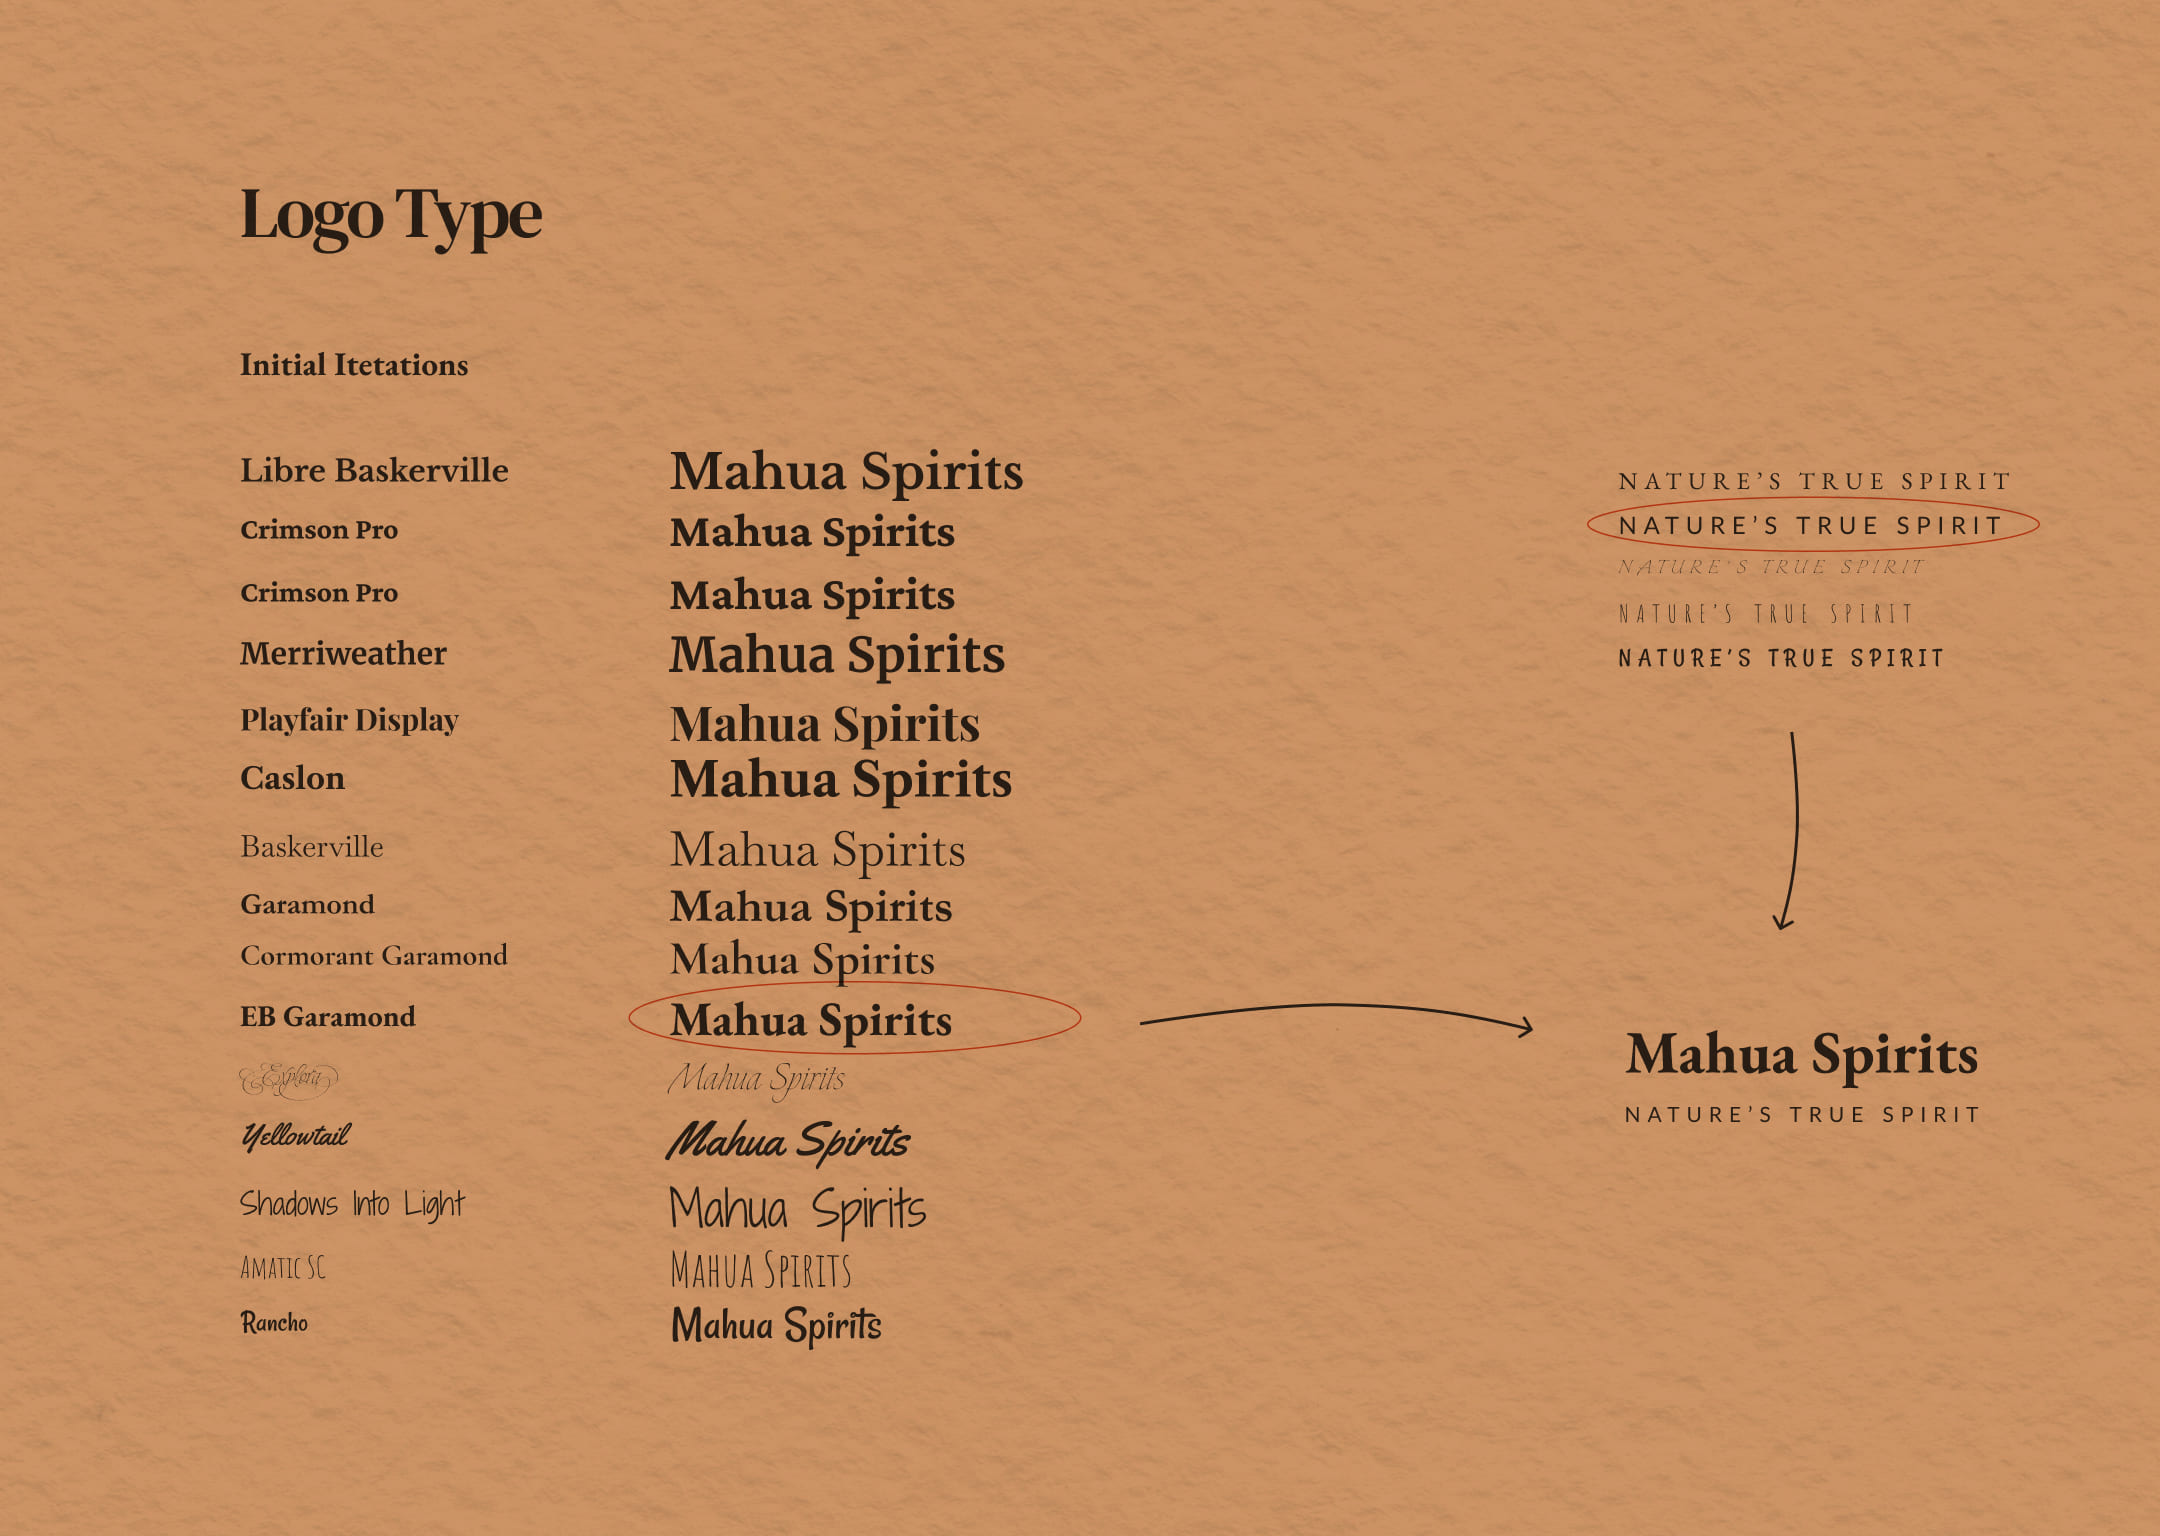 Logo Type
Initial Itetations
Libre Baskerville
Mahua Spirits
Crimson Pro
Mahua Spirits
Crimson Pro
Mahua Spirits
Merriweather
Mahua Spirits
Playfair Display
Mahua Spirits
Caslon
Mahua Spirits
Baskerville
Mahua Spirits
Garamond
Mahua Spirits
Cormorant Garamond
Mahua Spirits
EB Garamond
Mahua Spirits
Explora
Mahua Spirits
Yellowtail
Mahua Spirits
Shadows Into Light
Mahua Spirits
Amatic SC
Mahua Spirits
Rancho
Mahua Spirits
NATURE’S TRUE SPIRIT
NATURE’S TRUE SPIRIT
NATURE’S TRUE SPIRIT
NATURE’S TRUE SPIRIT
NATURE’S TRUE SPIRIT
Mahua Spirits
NATURE’S TRUE SPIRIT